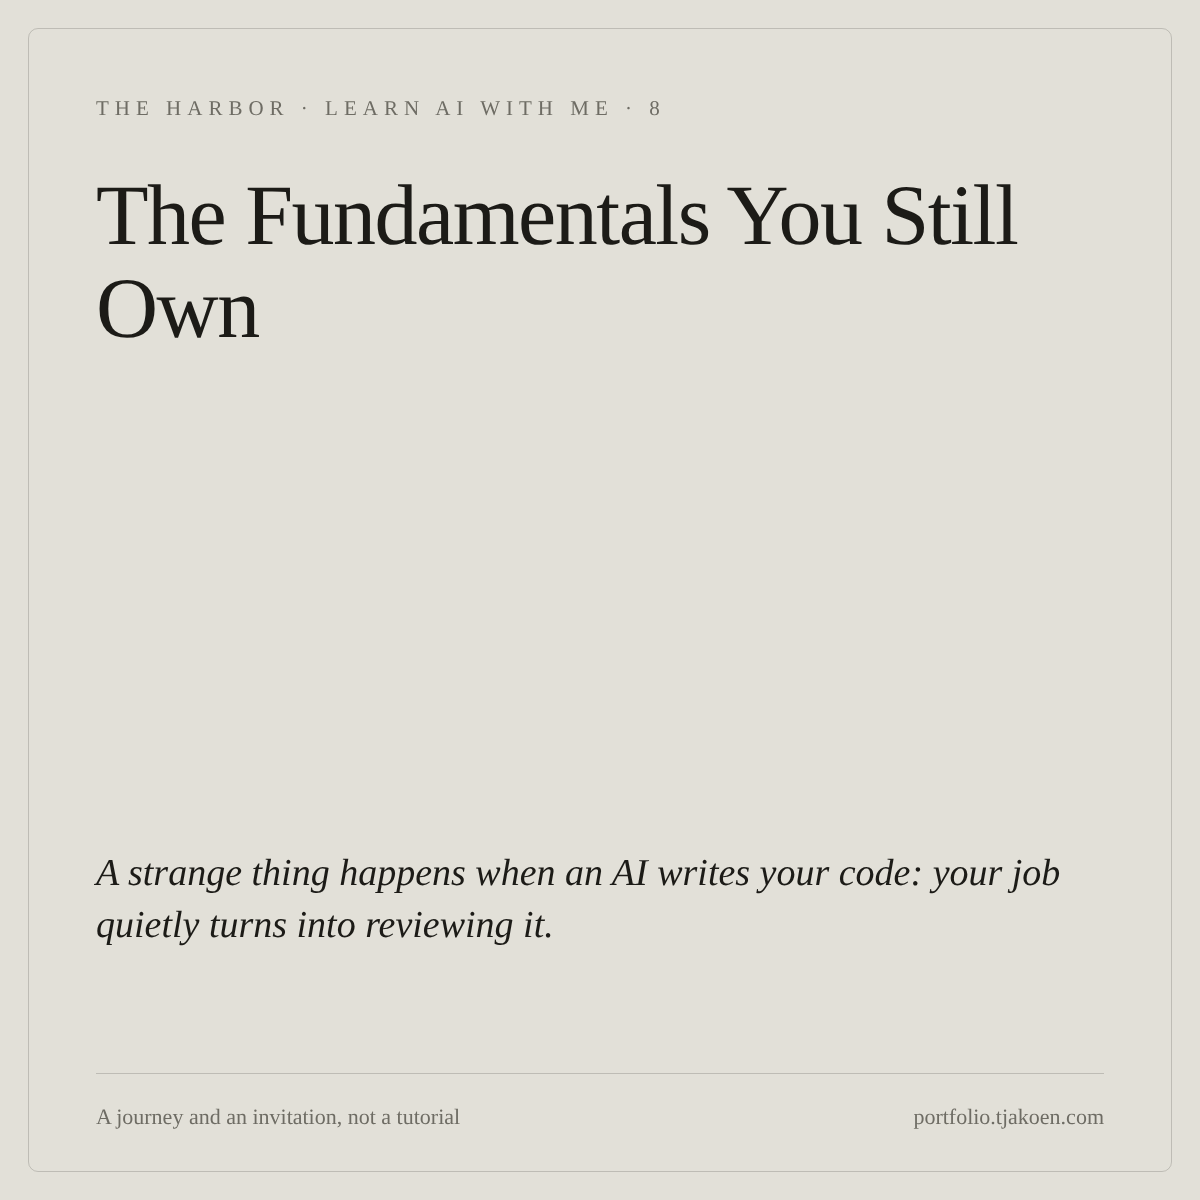 THE HARBOR · LEARN AI WITH ME · 8
The Fundamentals You Still
Own
A strange thing happens when an AI writes your code: your job
quietly turns into reviewing it.
A journey and an invitation, not a tutorial
portfolio.tjakoen.com